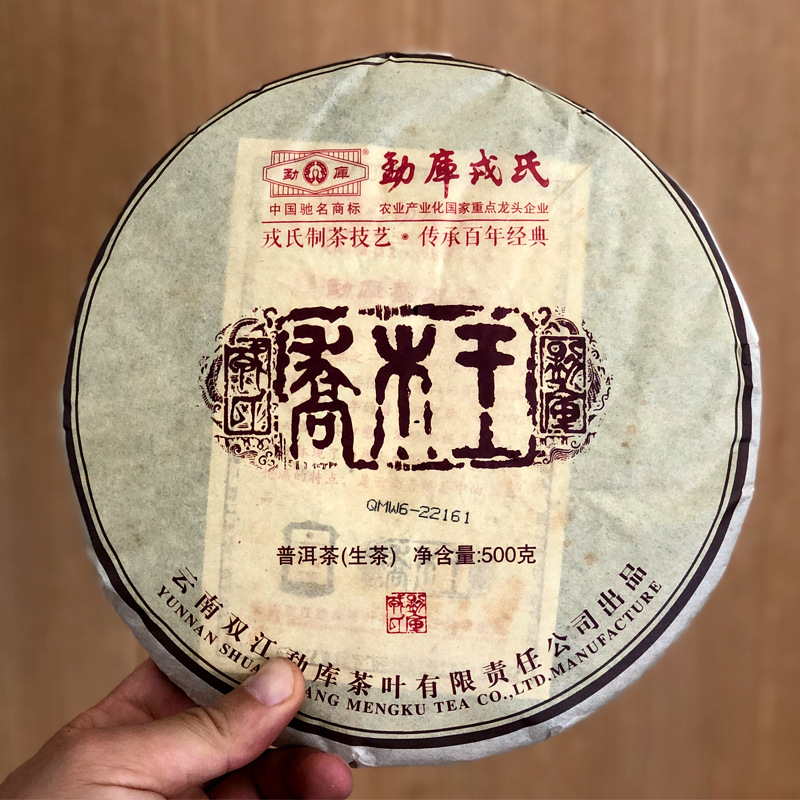 勐库 勐库戎氏
®
中国驰名商标 农业产业化国家重点龙头企业
戎氏制茶技艺·传承百年经典
喬木王
QMW6-22161
普洱茶(生茶) 净含量:500克
云南双江勐库茶叶有限责任公司出品
YUNNAN SHUA ANG MENGKU TEA CO.,LTD.MANUFACTURE